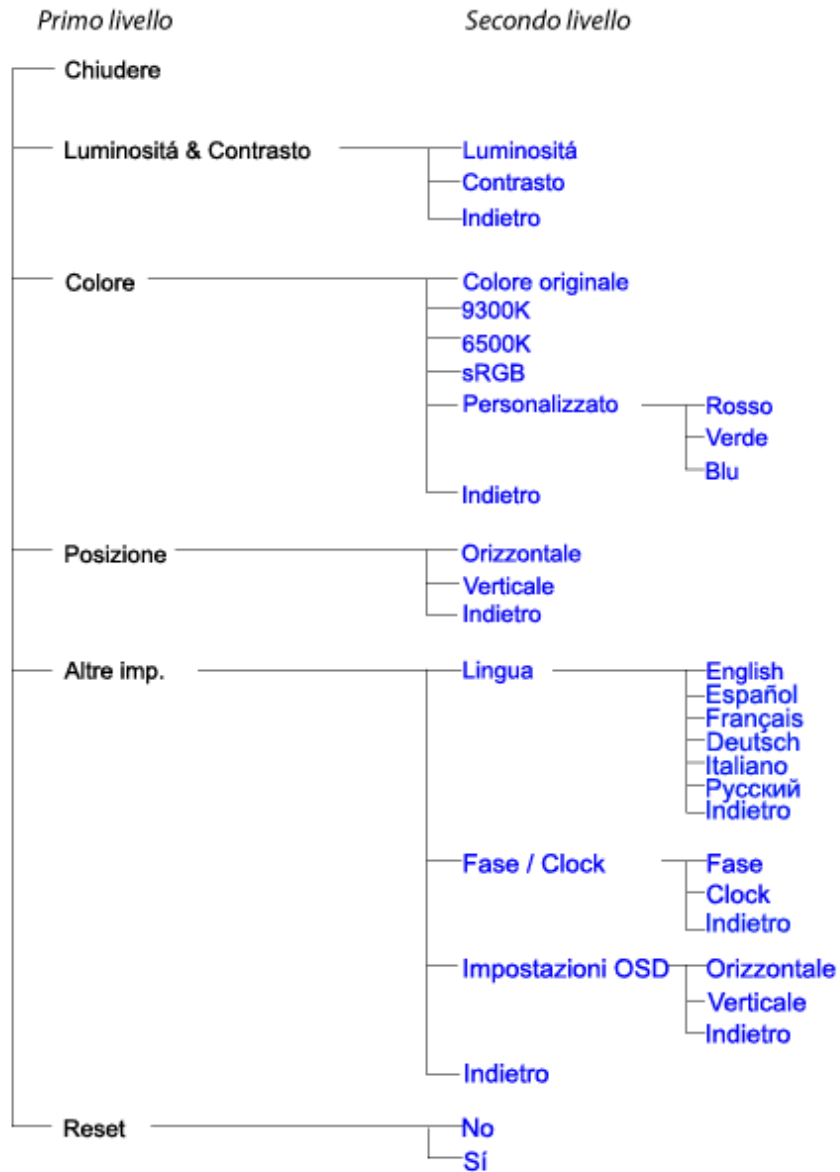 Primo livello Secondo livello
Chiudere
Luminositá & Contrasto Luminositá
Contrasto
Indietro
Colore Colore originale
9300K
6500K
sRGB
Personalizzato Rosso
Verde
Blu
Indietro
Posizione Orizzontale
Verticale
Indietro
Altre imp. Lingua English
Español
Français
Deutsch
Italiano
Русский
Indietro
Fase / Clock Fase
Clock
Indietro
Impostazioni OSD Orizzontale
Verticale
Indietro
Indietro
Reset No
Sí